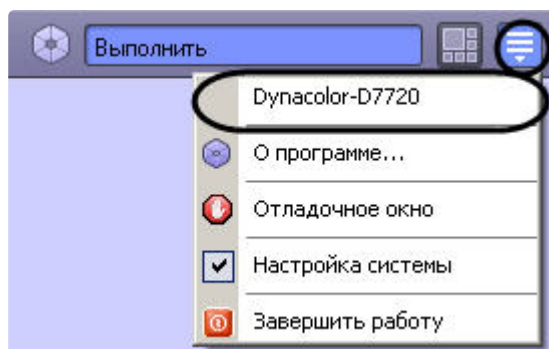 Выполнить
Dynacolor-D7720
О программе...
Отладочное окно
Настройка системы
Завершить работу